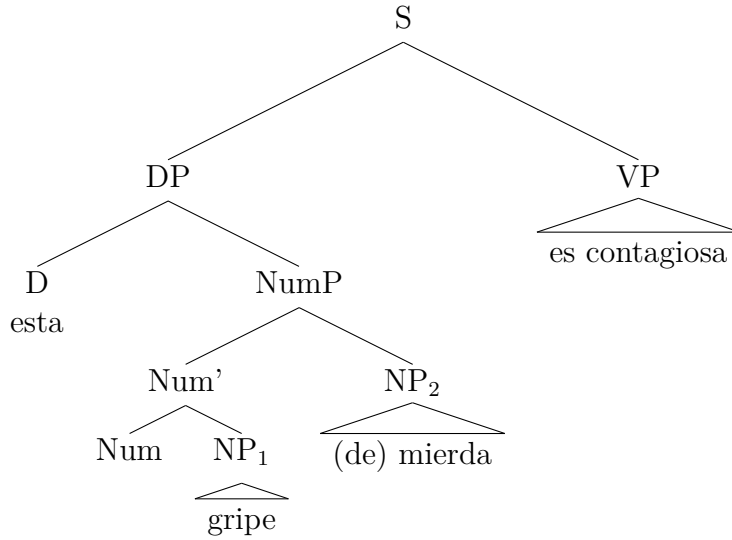 S
DP VP
es contagiosa
D NumP
esta
Num' NP₂
Num NP₁ (de) mierda
gripe